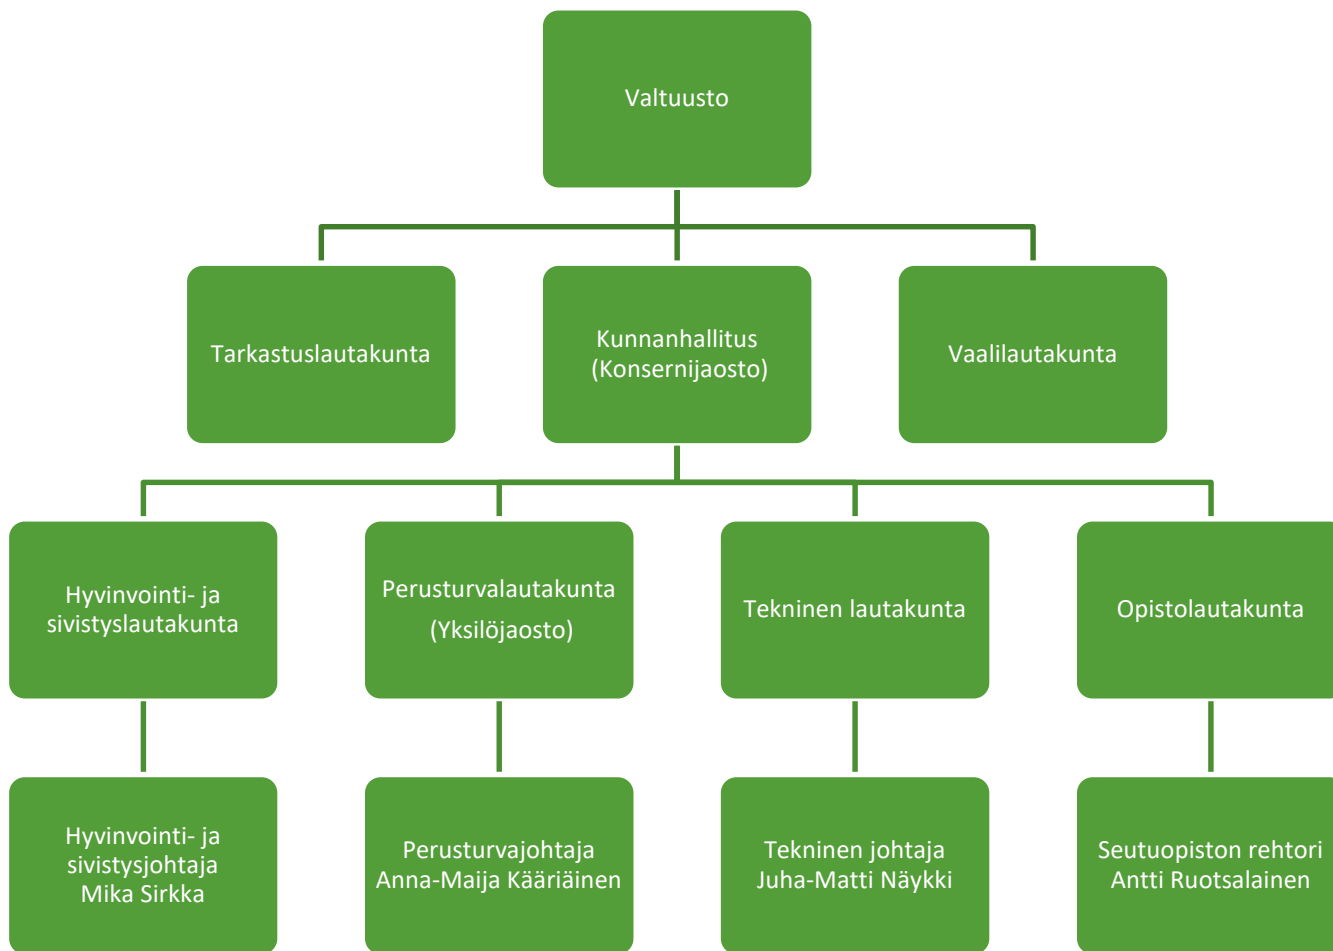 Valtuusto
Tarkastuslautakunta
Kunnanhallitus
(Konsernijaosto)
Vaalilautakunta
Hyvinvointi- ja
sivistyslautakunta
Perusturvalautakunta
(Yksilöjaosto)
Tekninen lautakunta
Opistolautakunta
Hyvinvointi- ja
sivistysjohtaja
Mika Sirkka
Perusturvajohtaja
Anna-Maija Kääriäinen
Tekninen johtaja
Juha-Matti Näykki
Seutuopiston rehtori
Antti Ruotsalainen